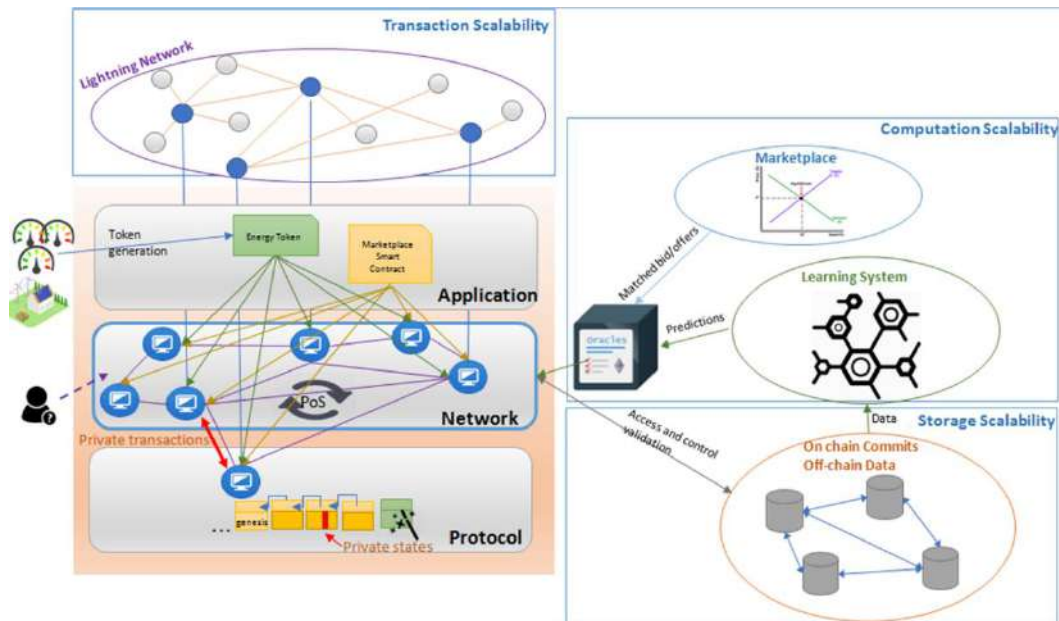 Transaction Scalability
Lightning Network
Computation Scalability
Marketplace
Token
generation
Energy Token
Marketplace
Smart
Contract
Application
Matched bid/offers
Learning System
oracles
Predictions
PoS
Network
Private transactions
Access and control
validation
Data
Storage Scalability
On chain Commits
Off-chain Data
...
genesis
Private states
Protocol